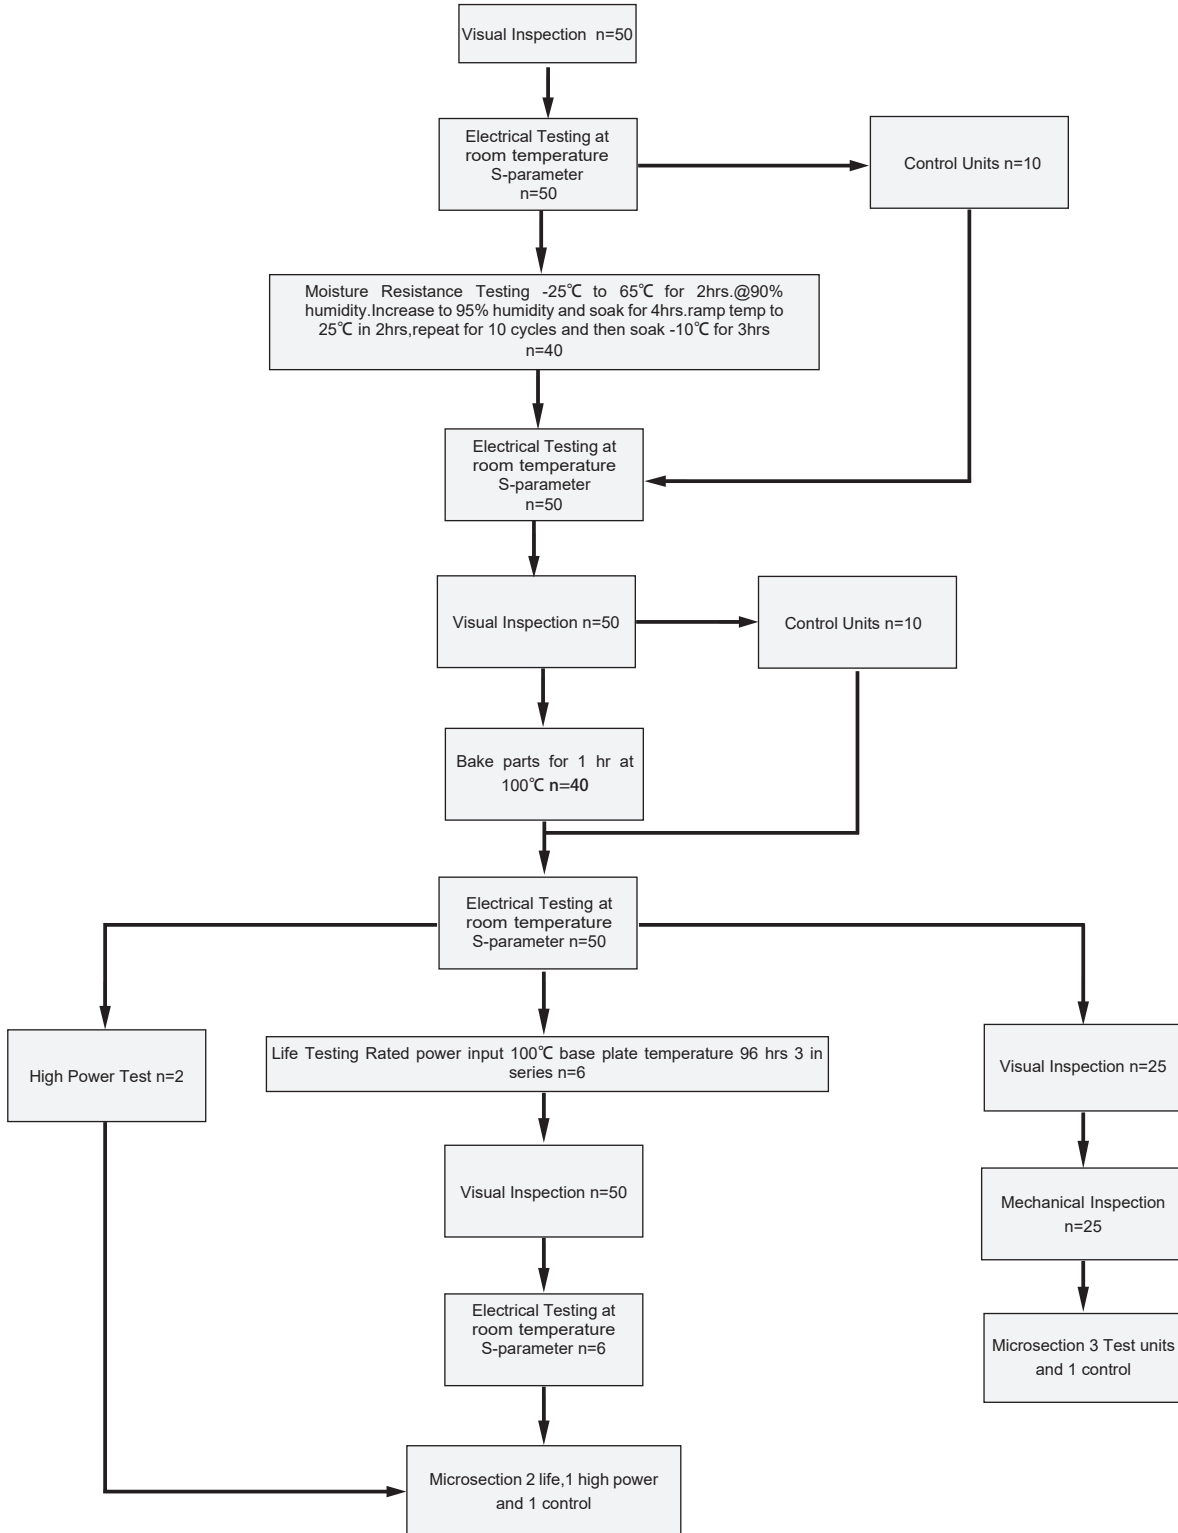 Visual Inspection n=50
Electrical Testing at
room temperature
S-parameter
n=50
Control Units n=10
Moisture Resistance Testing -25℃ to 65℃ for 2hrs.@90%
humidity.Increase to 95% humidity and soak for 4hrs.ramp temp to
25℃ in 2hrs,repeat for 10 cycles and then soak -10℃ for 3hrs
n=40
Electrical Testing at
room temperature
S-parameter
n=50
Visual Inspection n=50
Control Units n=10
Bake parts for 1 hr at
100℃ n=40
Electrical Testing at
room temperature
S-parameter n=50
High Power Test n=2
Life Testing Rated power input 100℃ base plate temperature 96 hrs 3 in
series n=6
Visual Inspection n=25
Visual Inspection n=50
Mechanical Inspection
n=25
Electrical Testing at
room temperature
S-parameter n=6
Microsection 3 Test units
and 1 control
Microsection 2 life,1 high power
and 1 control